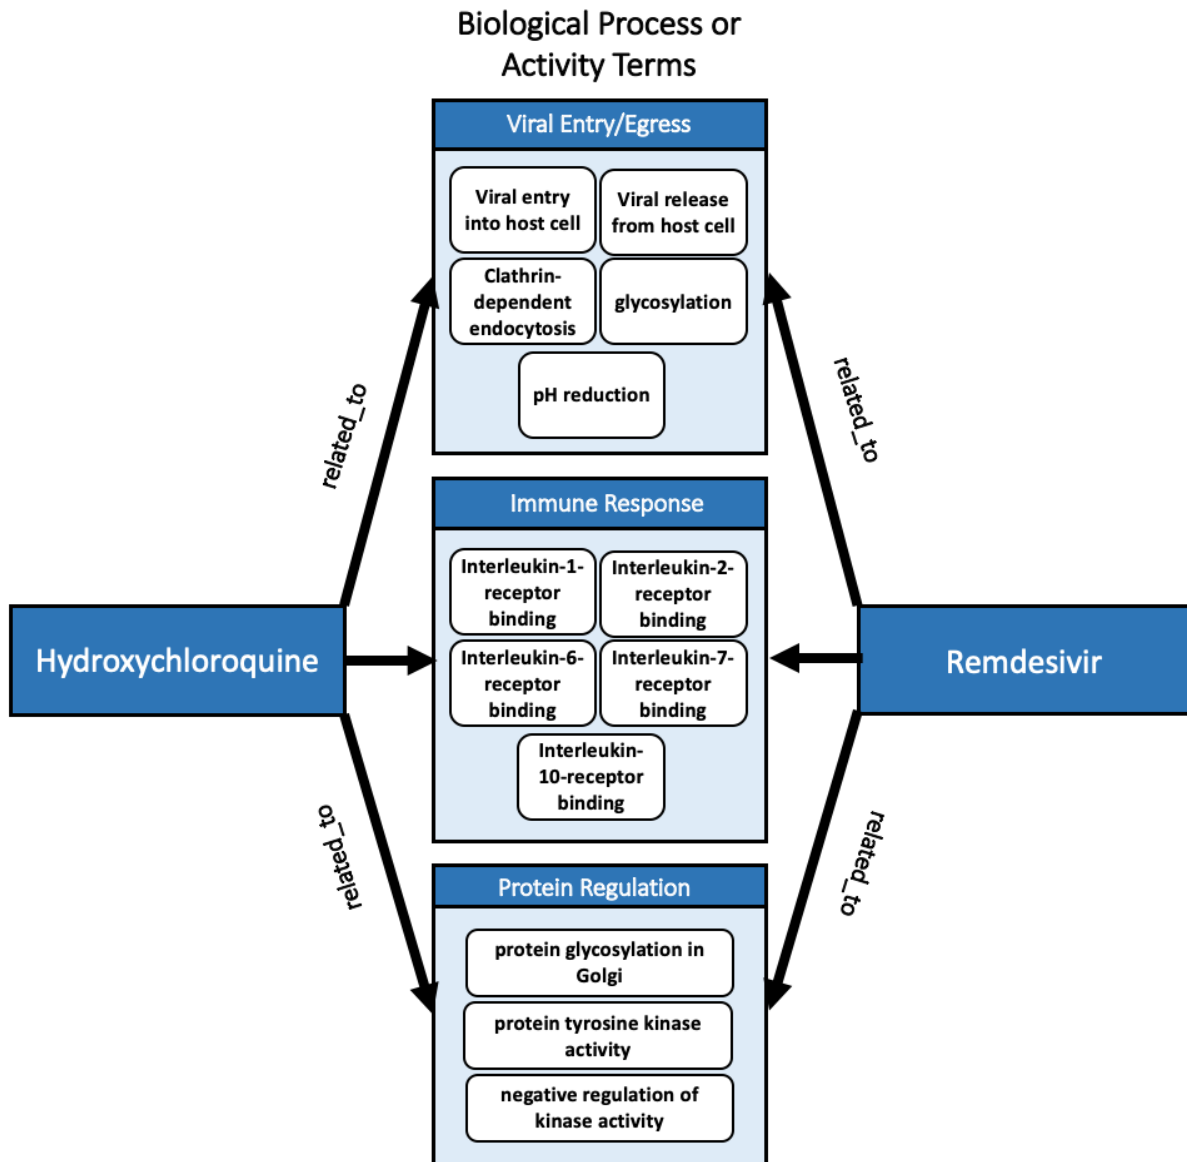 Biological Process or
Activity Terms
Viral Entry/Egress
Viral entry
into host cell
Viral release
from host cell
Clathrin-
dependent
endocytosis
glycosylation
pH reduction
related_to
related_to
Immune Response
Interleukin-1-
receptor
binding
Interleukin-2-
receptor
binding
Interleukin-6-
receptor
binding
Interleukin-7-
receptor
binding
Interleukin-
10-receptor
binding
Hydroxychloroquine
Remdesivir
related_to
related_to
Protein Regulation
protein glycosylation in
Golgi
protein tyrosine kinase
activity
negative regulation of
kinase activity